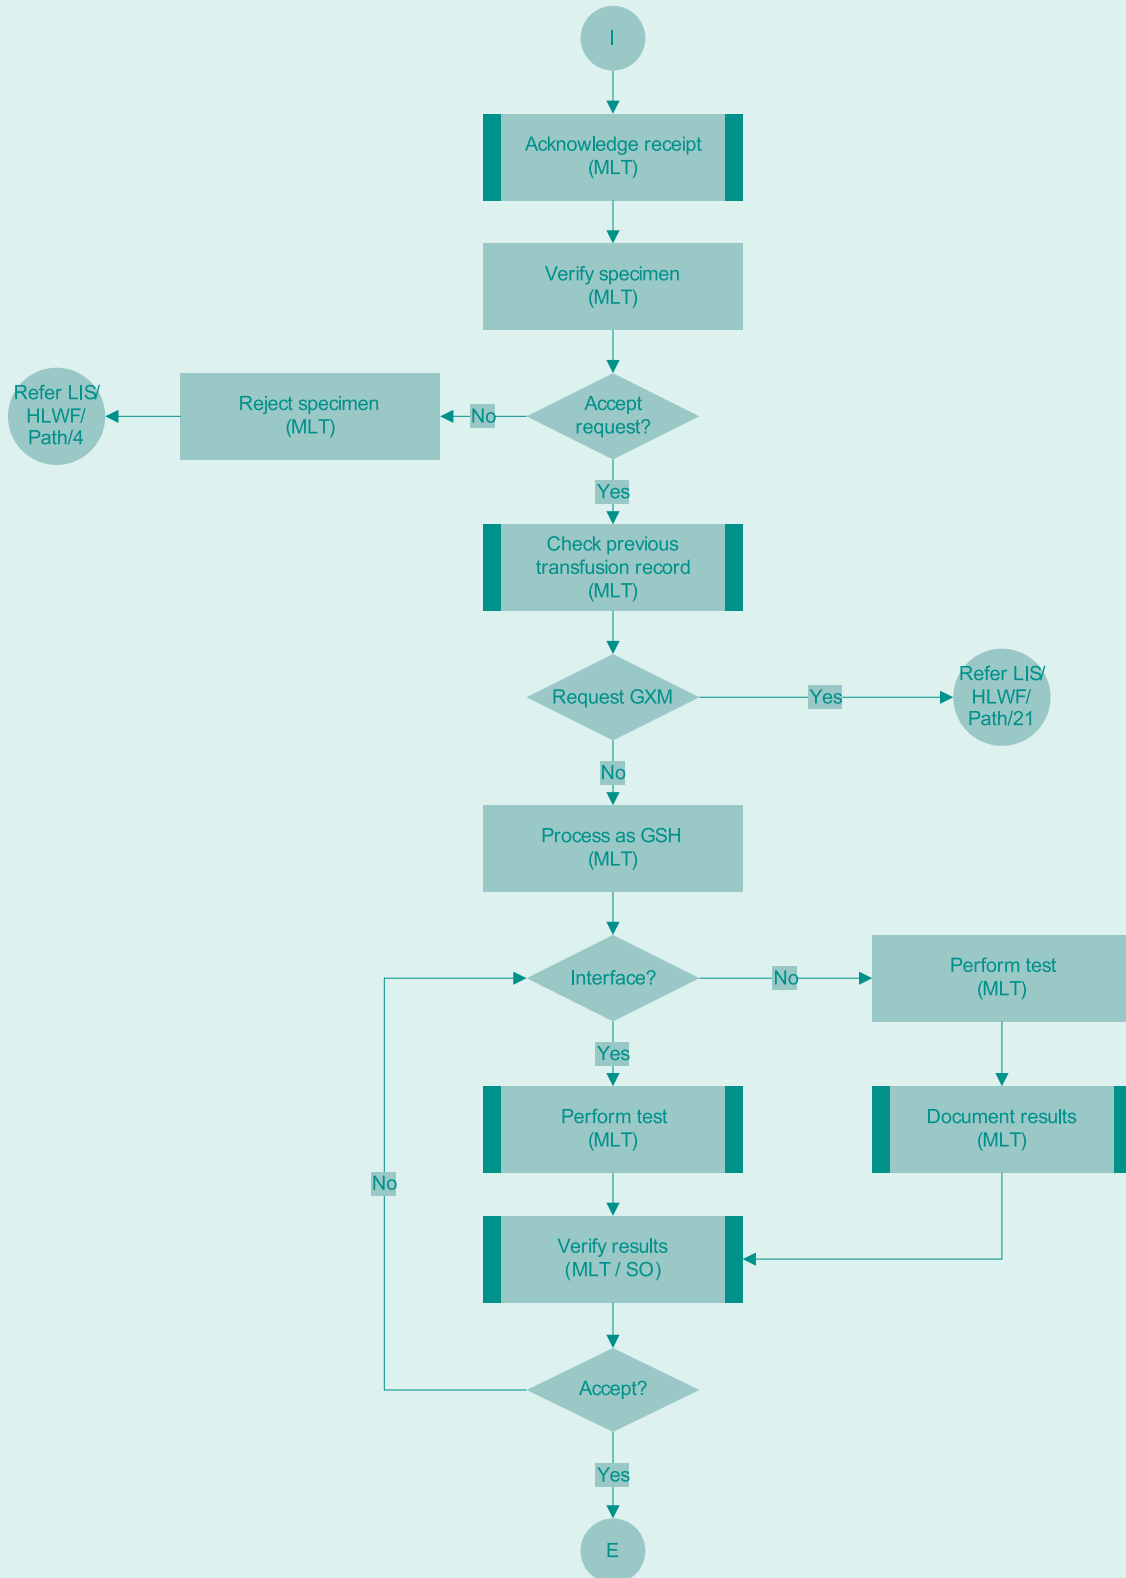 I
Acknowledge receipt
(MLT)
Verify specimen
(MLT)
Accept
request?
No
Reject specimen
(MLT)
Refer LIS/
HLWF/
Path/4
Yes
Check previous
transfusion record
(MLT)
Request GXM
Yes
Refer LIS/
HLWF/
Path/21
No
Process as GSH
(MLT)
Interface?
No
Perform test
(MLT)
Yes
Perform test
(MLT)
Document results
(MLT)
No
Verify results
(MLT / SO)
Accept?
Yes
E